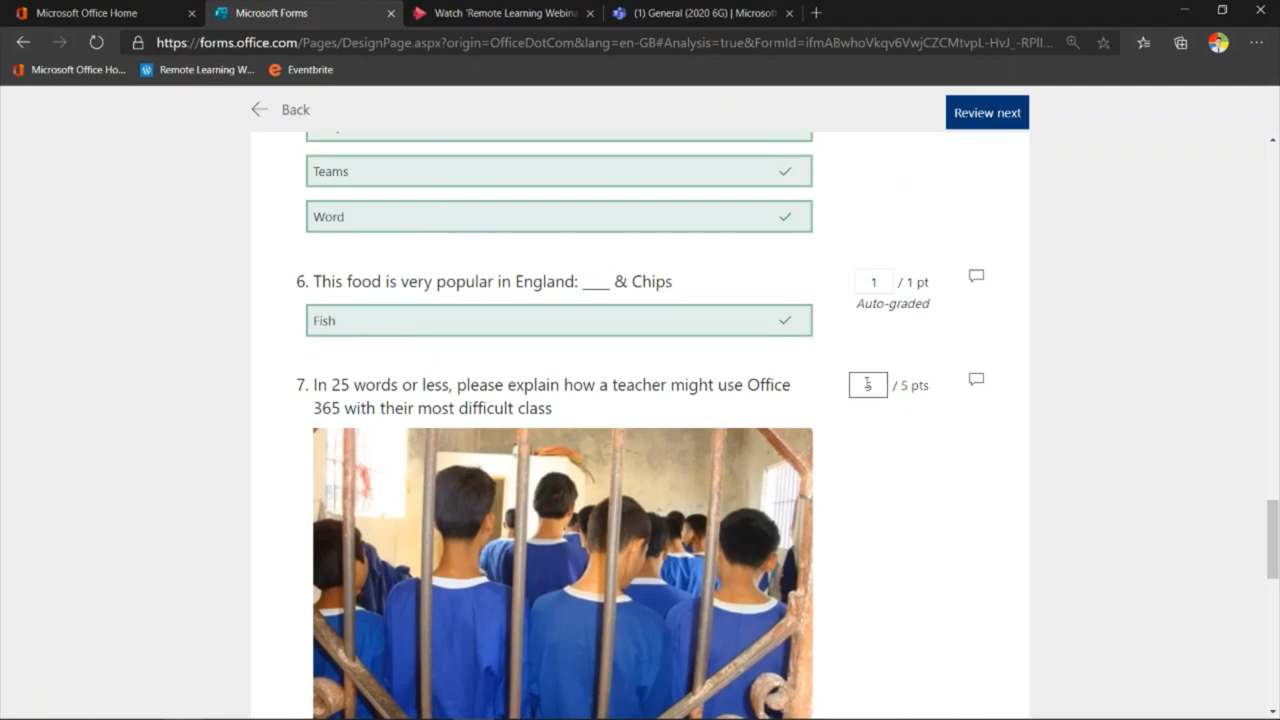 Microsoft Office Home
Microsoft Forms
Watch 'Remote Learning Webina
(1) General (2020 6G) | Microsof
https://forms.office.com/Pages/DesignPage.aspx?origin=OfficeDotCom&lang=en-GB#Analysis=true&FormId=ifmABwhoVkqv6VwjCZCMtvpL-HvJ_-RPlI...
Microsoft Office Ho...
Remote Learning W...
Eventbrite
Back
Review next
Teams
Word
6. This food is very popular in England: ____ & Chips
1 / 1 pt
Auto-graded
Fish
7. In 25 words or less, please explain how a teacher might use Office
365 with their most difficult class
/ 5 pts